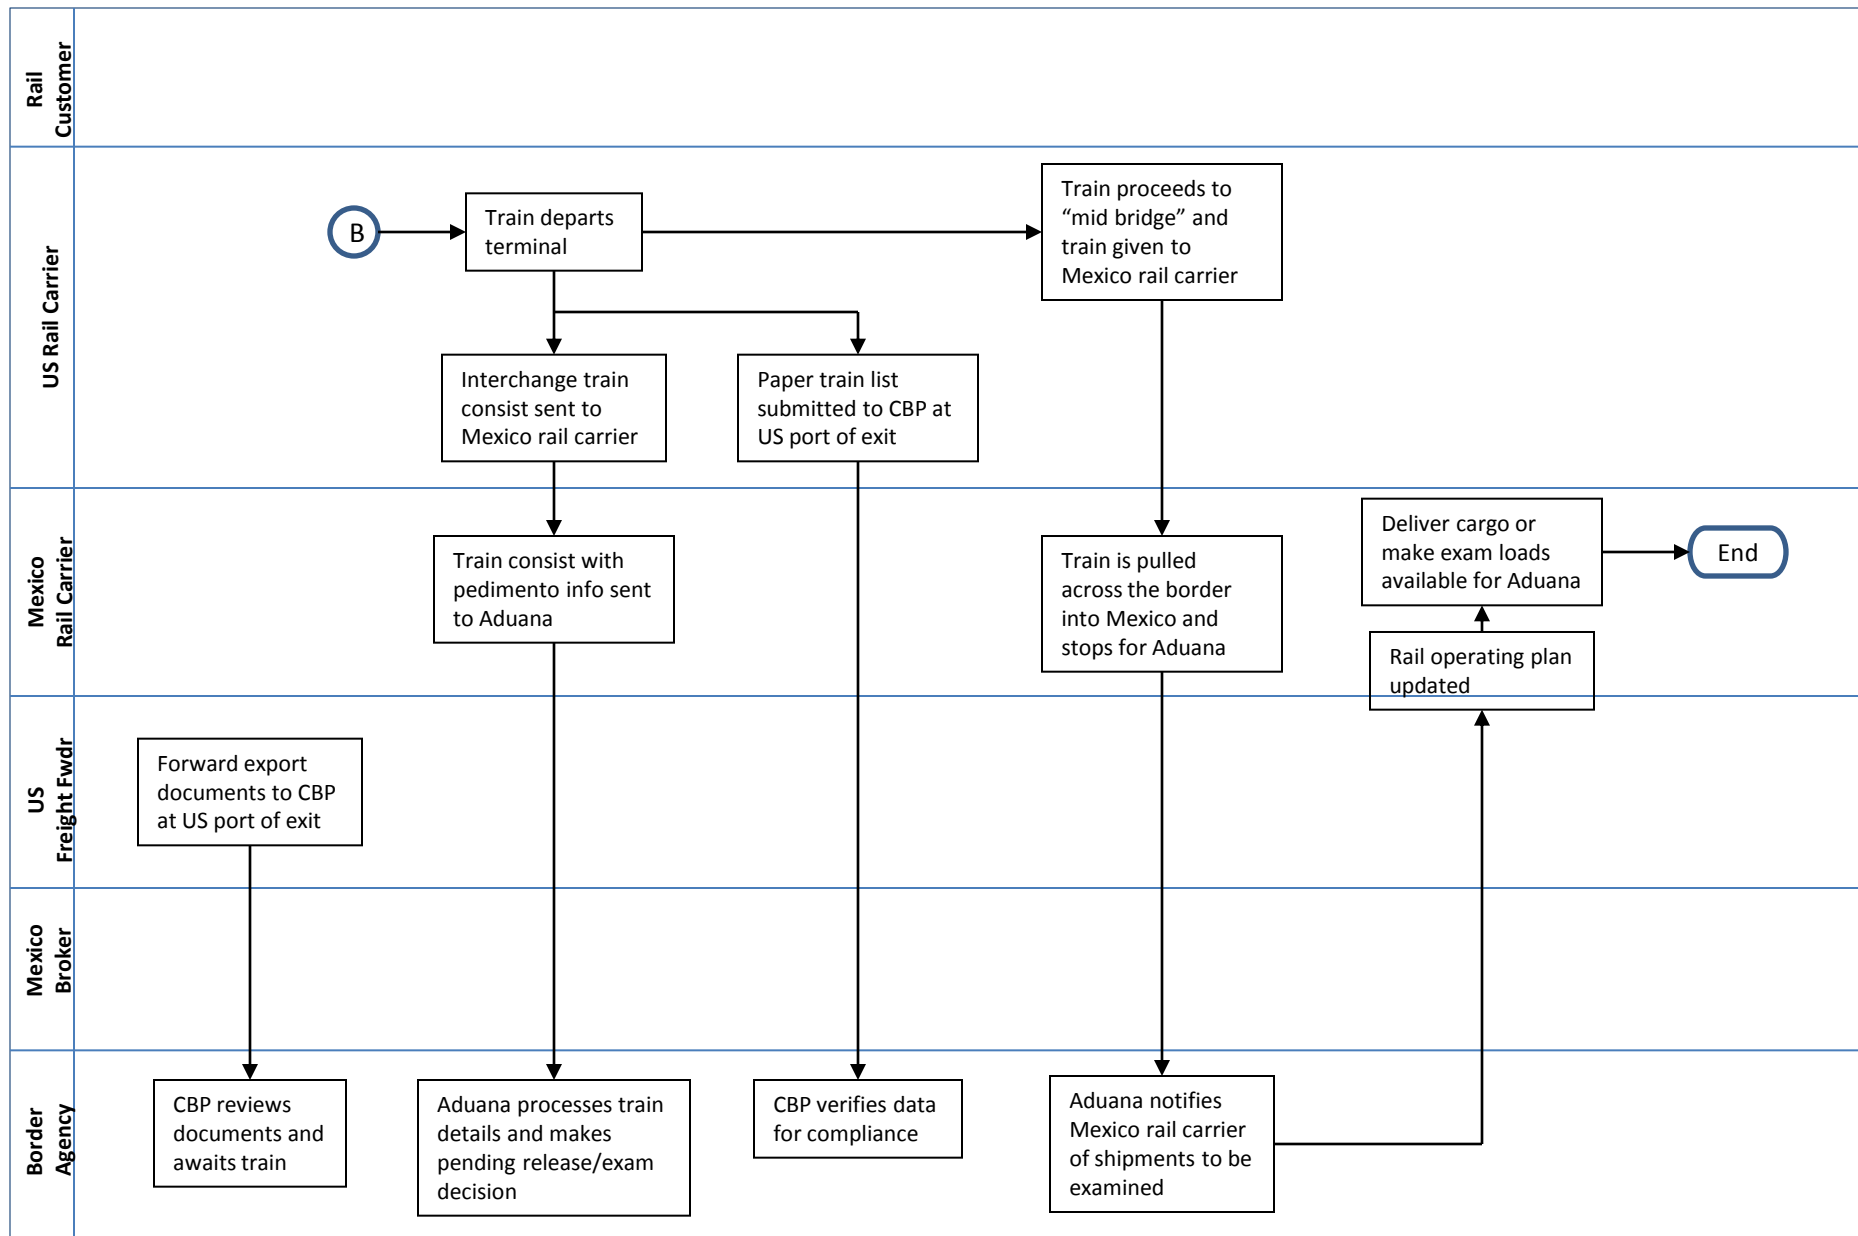 Rail
Customer
US Rail Carrier
B
Train departs
terminal
Train proceeds to
“mid bridge” and
train given to
Mexico rail carrier
Interchange train
consist sent to
Mexico rail carrier
Paper train list
submitted to CBP at
US port of exit
Mexico
Rail Carrier
Train consist with
pedimento info sent
to Aduana
Train is pulled
across the border
into Mexico and
stops for Aduana
Deliver cargo or
make exam loads
available for Aduana
End
Rail operating plan
updated
US
Freight Fwdr
Forward export
documents to CBP
at US port of exit
Mexico
Broker
Border
Agency
CBP reviews
documents and
awaits train
Aduana processes train
details and makes
pending release/exam
decision
CBP verifies data
for compliance
Aduana notifies
Mexico rail carrier
of shipments to be
examined